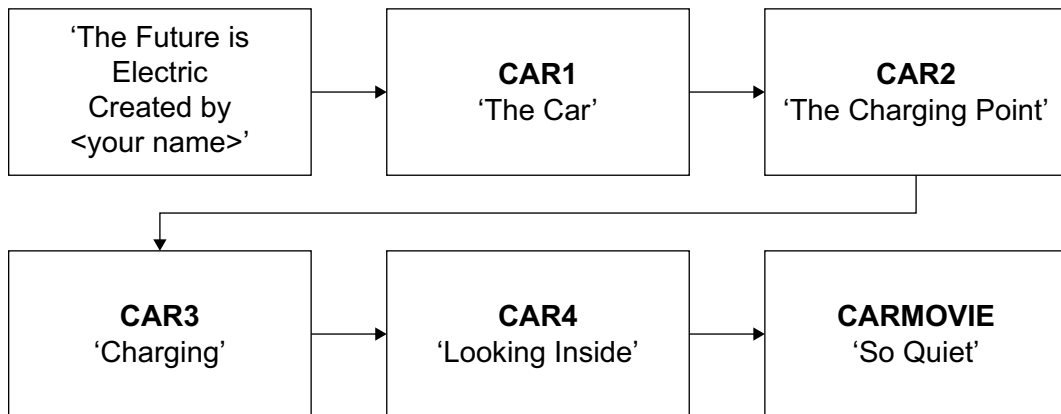 ‘The Future is
Electric
Created by
<your name>’
CAR1
‘The Car’
CAR2
‘The Charging Point’
CAR3
‘Charging’
CAR4
‘Looking Inside’
CARMOVIE
‘So Quiet’